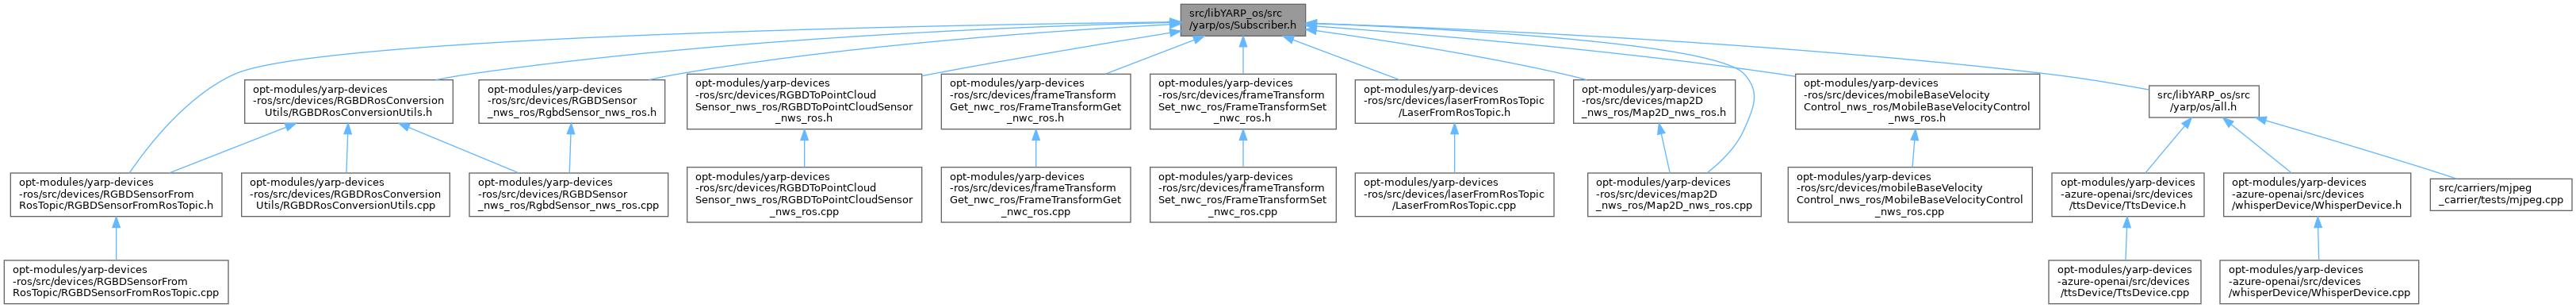 src/libYARP_os/src
/yarp/os/Subscriber.h
opt-modules/yarp-devices
-ros/src/devices/RGBDRosConversion
Utils/RGBDRosConversionUtils.h
opt-modules/yarp-devices
-ros/src/devices/RGBDSensor
_nws_ros/RgbdSensor_nws_ros.h
opt-modules/yarp-devices
-ros/src/devices/RGBDToPointCloud
Sensor_nws_ros/RGBDToPointCloudSensor
_nws_ros.h
opt-modules/yarp-devices
-ros/src/devices/frameTransform
Get_nwc_ros/FrameTransformGet
_nwc_ros.h
opt-modules/yarp-devices
-ros/src/devices/frameTransform
Set_nwc_ros/FrameTransformSet
_nwc_ros.h
opt-modules/yarp-devices
-ros/src/devices/laserFromRosTopic
/LaserFromRosTopic.h
opt-modules/yarp-devices
-ros/src/devices/map2D
_nws_ros/Map2D_nws_ros.h
opt-modules/yarp-devices
-ros/src/devices/mobileBaseVelocity
Control_nws_ros/MobileBaseVelocityControl
_nws_ros.h
src/libYARP_os/src
/yarp/os/all.h
opt-modules/yarp-devices
-ros/src/devices/RGBDSensorFrom
RosTopic/RGBDSensorFromRosTopic.h
opt-modules/yarp-devices
-ros/src/devices/RGBDRosConversion
Utils/RGBDRosConversionUtils.cpp
opt-modules/yarp-devices
-ros/src/devices/RGBDSensor
_nws_ros/RgbdSensor_nws_ros.cpp
opt-modules/yarp-devices
-ros/src/devices/RGBDToPointCloud
Sensor_nws_ros/RGBDToPointCloudSensor
_nws_ros.cpp
opt-modules/yarp-devices
-ros/src/devices/frameTransform
Get_nwc_ros/FrameTransformGet
_nwc_ros.cpp
opt-modules/yarp-devices
-ros/src/devices/frameTransform
Set_nwc_ros/FrameTransformSet
_nwc_ros.cpp
opt-modules/yarp-devices
-ros/src/devices/laserFromRosTopic
/LaserFromRosTopic.cpp
opt-modules/yarp-devices
-ros/src/devices/map2D
_nws_ros/Map2D_nws_ros.cpp
opt-modules/yarp-devices
-ros/src/devices/mobileBaseVelocity
Control_nws_ros/MobileBaseVelocityControl
_nws_ros.cpp
opt-modules/yarp-devices
-azure-openai/src/devices
/ttsDevice/TtsDevice.h
opt-modules/yarp-devices
-azure-openai/src/devices
/whisperDevice/WhisperDevice.h
src/carriers/mjpeg
_carrier/tests/mjpeg.cpp
opt-modules/yarp-devices
-ros/src/devices/RGBDSensorFrom
RosTopic/RGBDSensorFromRosTopic.cpp
opt-modules/yarp-devices
-azure-openai/src/devices
/ttsDevice/TtsDevice.cpp
opt-modules/yarp-devices
-azure-openai/src/devices
/whisperDevice/WhisperDevice.cpp